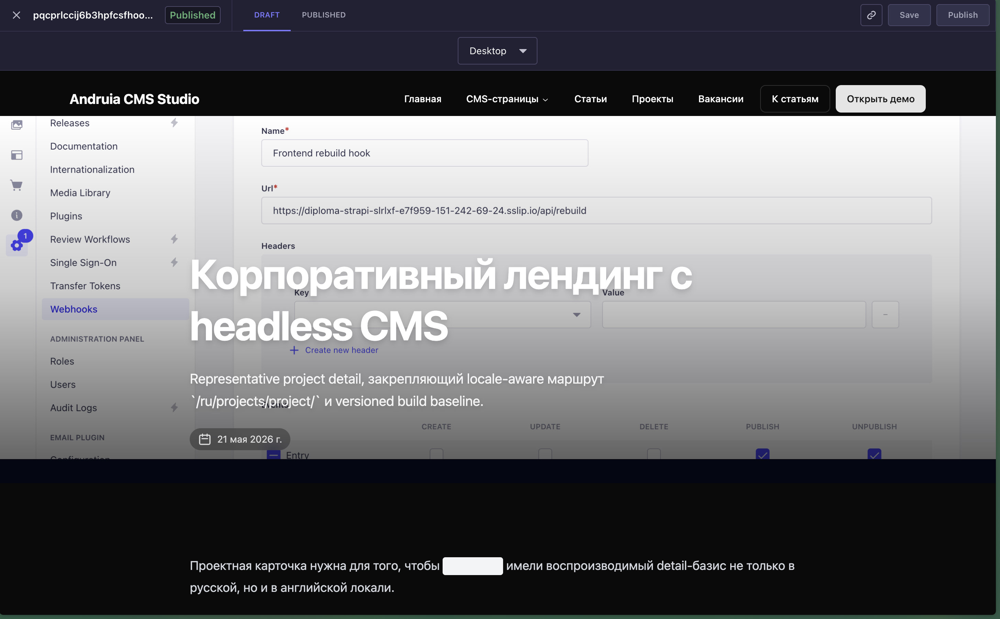 pqcprlccij6b3hpfcsfhoo...
Published
DRAFT
PUBLISHED
Save
Publish
Desktop
Andruia CMS Studio
Главная
CMS-страницы
Статьи
Проекты
Вакансии
К статьям
Открыть демо
Releases
Documentation
Internationalization
Media Library
Plugins
Review Workflows
1
Single Sign-On
Transfer Tokens
Webhooks
ADMINISTRATION PANEL
Roles
Users
Audit Logs
EMAIL PLUGIN
Configuration
Name*
Frontend rebuild hook
Url*
https://diploma-strapi-slrlxf-e7f959-151-242-69-24.sslip.io/api/rebuild
Headers
Корпоративный лендинг с
headless CMS
Key
Value
Create new header
Representative project detail, закрепляющий locale-aware маршрут
`/ru/projects/project/` и versioned build baseline.
Events
CREATE
UPDATE
DELETE
PUBLISH
UNPUBLISH
21 мая 2026 г.
Entry
Проектная карточка нужна для того, чтобы имели воспроизводимый detail-базис не только в
русской, но и в английской локали.